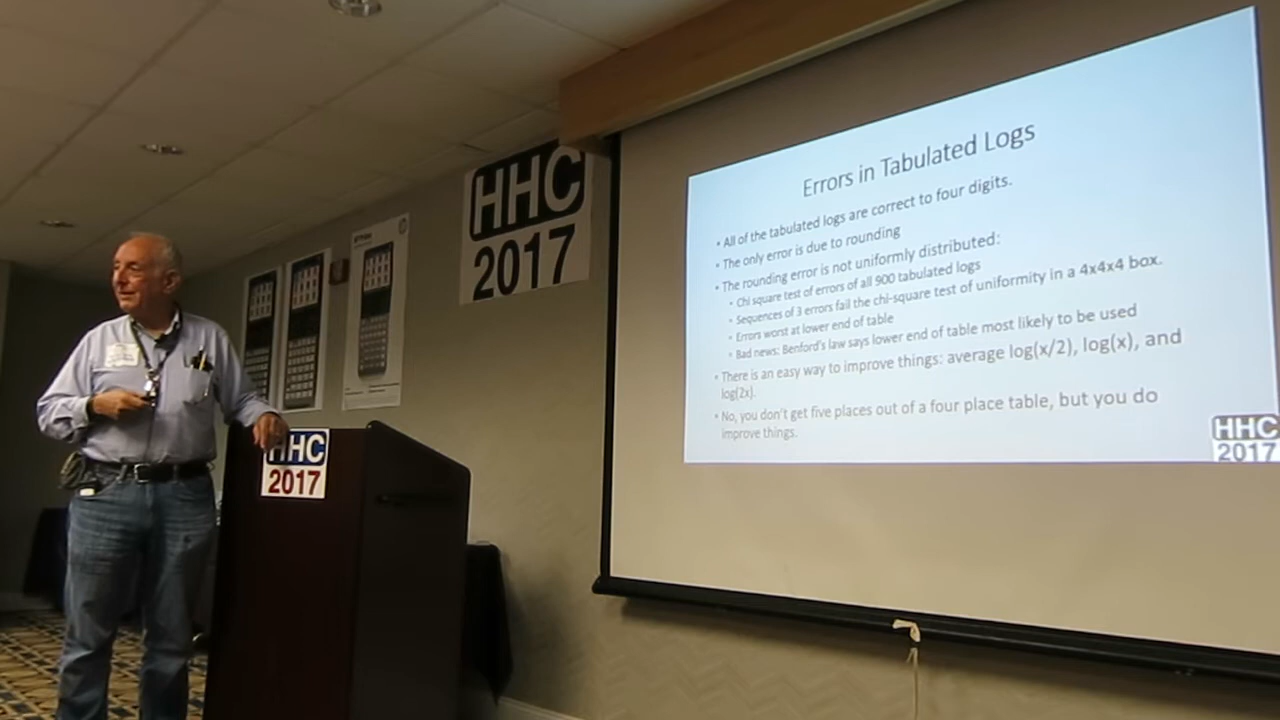 HHC
2017
HHC
2017
Errors in Tabulated Logs
• All of the tabulated logs are correct to four digits.
• The only error is due to rounding
• The rounding error is not uniformly distributed:
• Chi square test of errors of all 900 tabulated logs
• Sequences of 3 errors fail the chi-square test of uniformity in a 4x4x4 box.
• Errors worst at lower end of table
• Bad news: Benford's law says lower end of table most likely to be used
• There is an easy way to improve things: average log(x/2), log(x), and
log(2x).
• No, you don't get five places out of a four place table, but you do
improve things.
HHC
2017